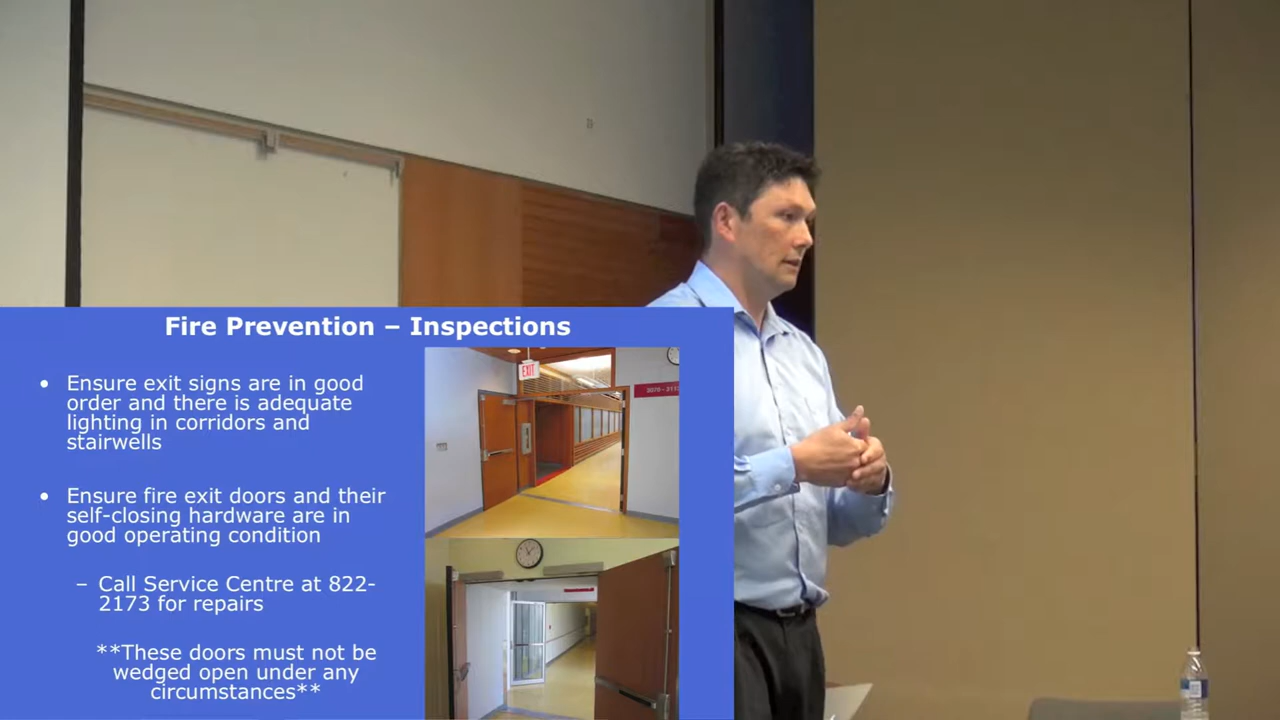 Fire Prevention – Inspections
• Ensure exit signs are in good
order and there is adequate
lighting in corridors and
stairwells
• Ensure fire exit doors and their
self-closing hardware are in
good operating condition
– Call Service Centre at 822-
2173 for repairs
**These doors must not be
wedged open under any
circumstances**
EXIT